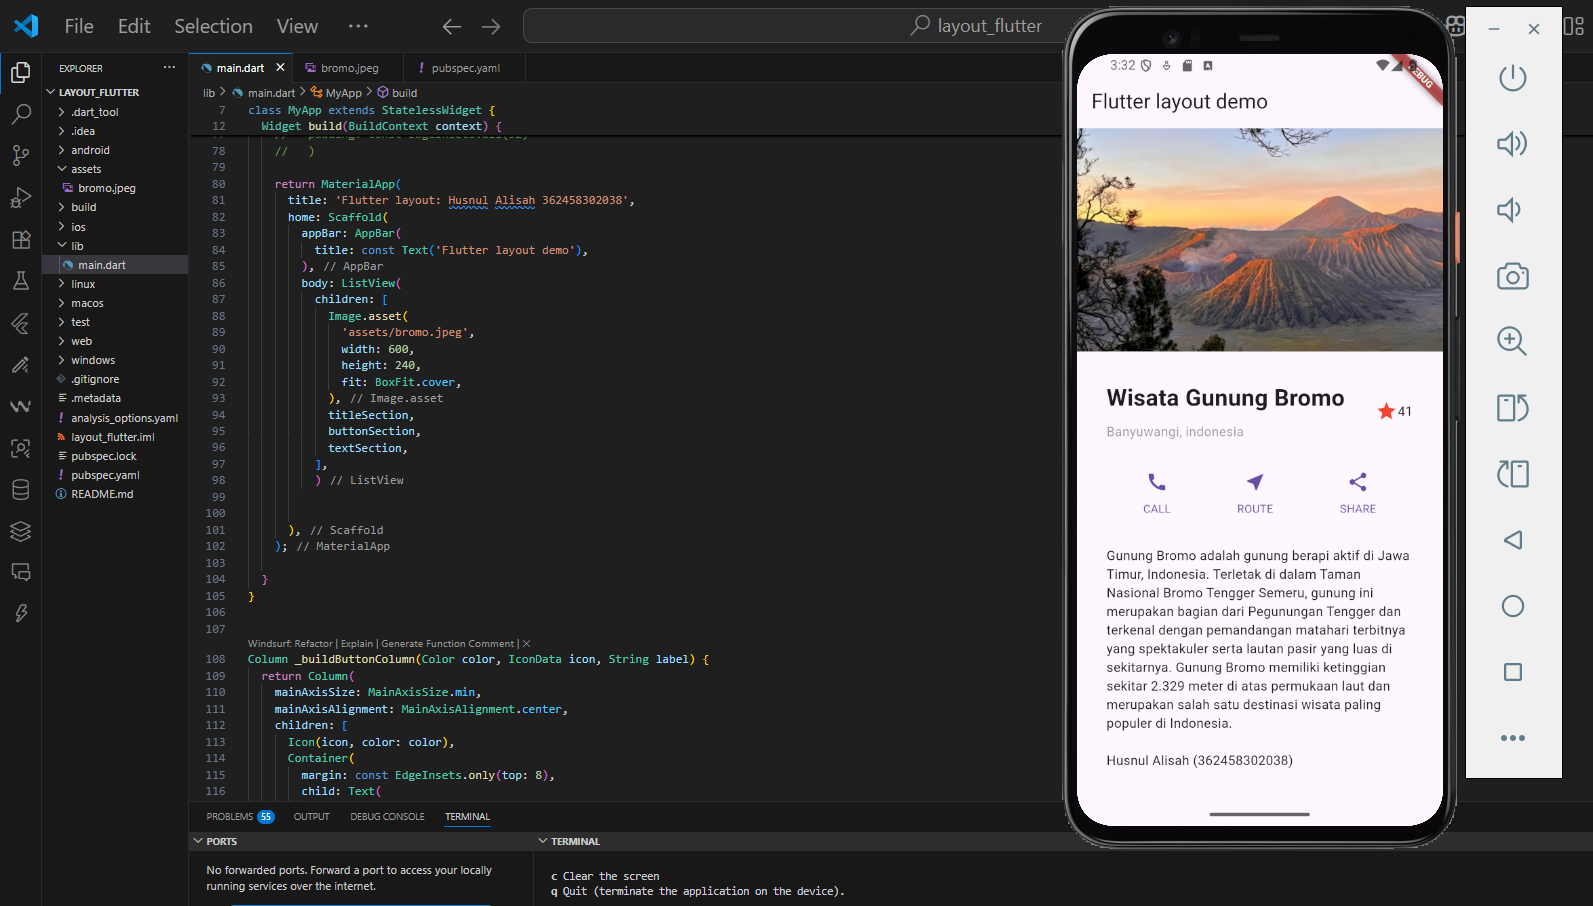 File Edit Selection View ···
layout_flutter
EXPLORER ···
LAYOUT_FLUTTER
.dart_tool
.idea
android
assets
bromo.jpeg
build
ios
lib
main.dart
linux
macos
test
web
windows
.gitignore
.metadata
analysis_options.yaml
layout_flutter.iml
pubspec.lock
pubspec.yaml
README.md
main.dart
bromo.jpeg
pubspec.yaml
lib > main.dart > MyApp > build
7 class MyApp extends StatelessWidget {
12 Widget build(BuildContext context) {
78 // )
79
80 return MaterialApp(
81 title: 'Flutter layout: Husnul Alisah 362458302038',
82 home: Scaffold(
83 appBar: AppBar(
84 title: const Text('Flutter layout demo'),
85 ), // AppBar
86 body: ListView(
87 children: [
88 Image.asset(
89 'assets/bromo.jpeg',
90 width: 600,
91 height: 240,
92 fit: BoxFit.cover,
93 ), // Image.asset
94 titleSection,
95 buttonSection,
96 textSection,
97 ],
98 ) // ListView
99
100
101 ), // Scaffold
102 ); // MaterialApp
103
104 }
105 }
106
107
Windsurf: Refactor | Explain | Generate Function Comment | X
108 Column _buildButtonColumn(Color color, IconData icon, String label) {
109 return Column(
110 mainAxisSize: MainAxisSize.min,
111 mainAxisAlignment: MainAxisAlignment.center,
112 children: [
113 Icon(icon, color: color),
114 Container(
115 margin: const EdgeInsets.only(top: 8),
116 child: Text(
PROBLEMS 55 OUTPUT DEBUG CONSOLE TERMINAL
PORTS
No forwarded ports. Forward a port to access your locally
running services over the internet.
TERMINAL
c Clear the screen
q Quit (terminate the application on the device).
3:32
DEBUG
Flutter layout demo
Wisata Gunung Bromo
41
Banyuwangi, indonesia
CALL ROUTE SHARE
Gunung Bromo adalah gunung berapi aktif di Jawa
Timur, Indonesia. Terletak di dalam Taman
Nasional Bromo Tengger Semeru, gunung ini
merupakan bagian dari Pegunungan Tengger dan
terkenal dengan pemandangan matahari terbitnya
yang spektakuler serta lautan pasir yang luas di
sekitarnya. Gunung Bromo memiliki ketinggian
sekitar 2.329 meter di atas permukaan laut dan
merupakan salah satu destinasi wisata paling
populer di Indonesia.
Husnul Alisah (362458302038)